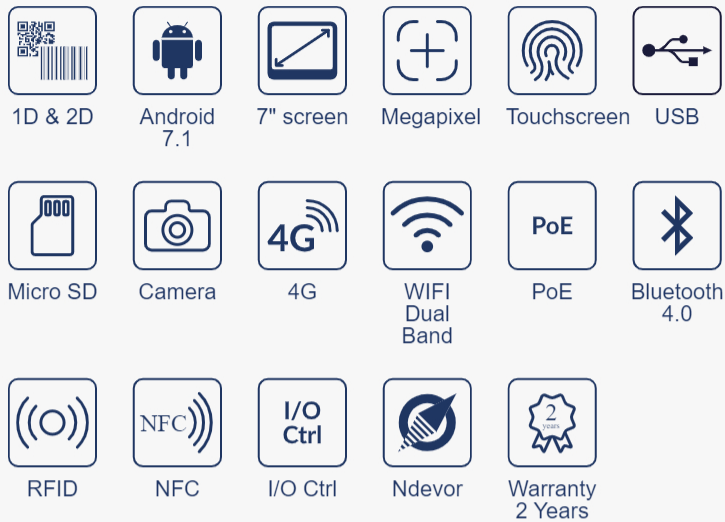 1D & 2D
Android
7.1
7" screen
Megapixel
Touchscreen
USB
Micro SD
Camera
4G
4G
WIFI
Dual
Band
PoE
PoE
Bluetooth
4.0
RFID
NFC
NFC
I/O
Ctrl
I/O Ctrl
Ndevor
2
years
Warranty
2 Years